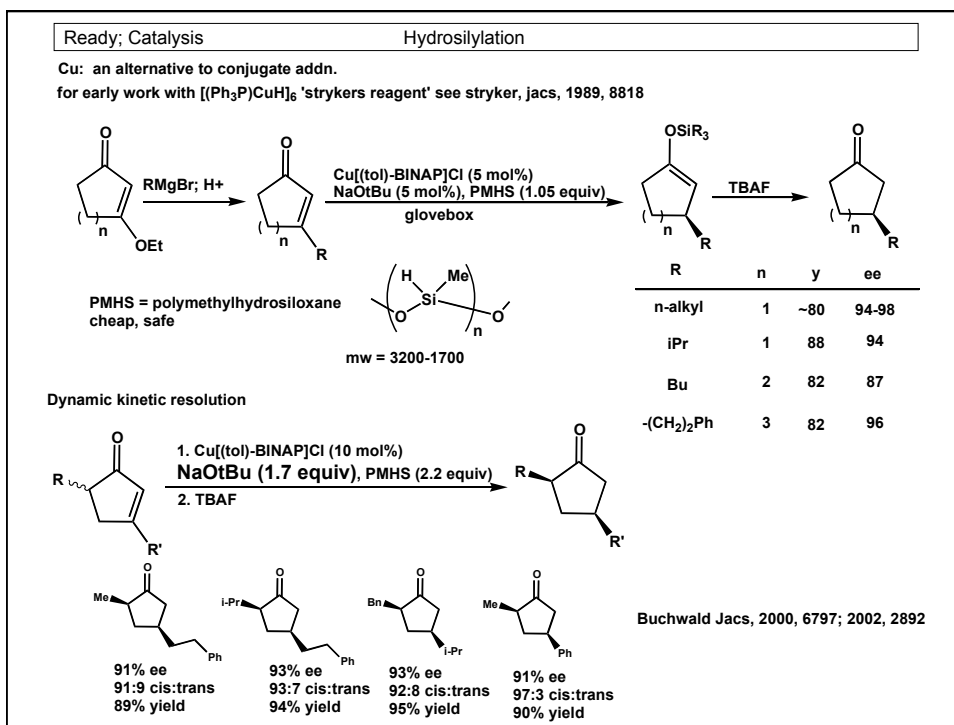 Ready; Catalysis Hydrosilylation
Cu: an alternative to conjugate addn.
for early work with [(Ph3P)CuH]6 'strykers reagent' see stryker, jacs, 1989, 8818
O
( )n
OEt
RMgBr; H+
O
( )n
R
Cu[(tol)-BINAP]Cl (5 mol%)
NaOtBu (5 mol%), PMHS (1.05 equiv)
glovebox
OSiR3
( )n
R
TBAF
O
( )n
R
PMHS = polymethylhydrosiloxane
cheap, safe
H Me
Si
O O
n
mw = 3200-1700
R n y ee
n-alkyl 1 ~80 94-98
iPr 1 88 94
Bu 2 82 87
-(CH2)2Ph 3 82 96
Dynamic kinetic resolution
O
R
R'
1. Cu[(tol)-BINAP]Cl (10 mol%)
NaOtBu (1.7 equiv), PMHS (2.2 equiv)
2. TBAF
O
R
R'
O
Me
Ph
91% ee
91:9 cis:trans
89% yield
O
i-Pr
Ph
93% ee
93:7 cis:trans
94% yield
O
Bn
i-Pr
93% ee
92:8 cis:trans
95% yield
O
Me
Ph
91% ee
97:3 cis:trans
90% yield
Buchwald Jacs, 2000, 6797; 2002, 2892